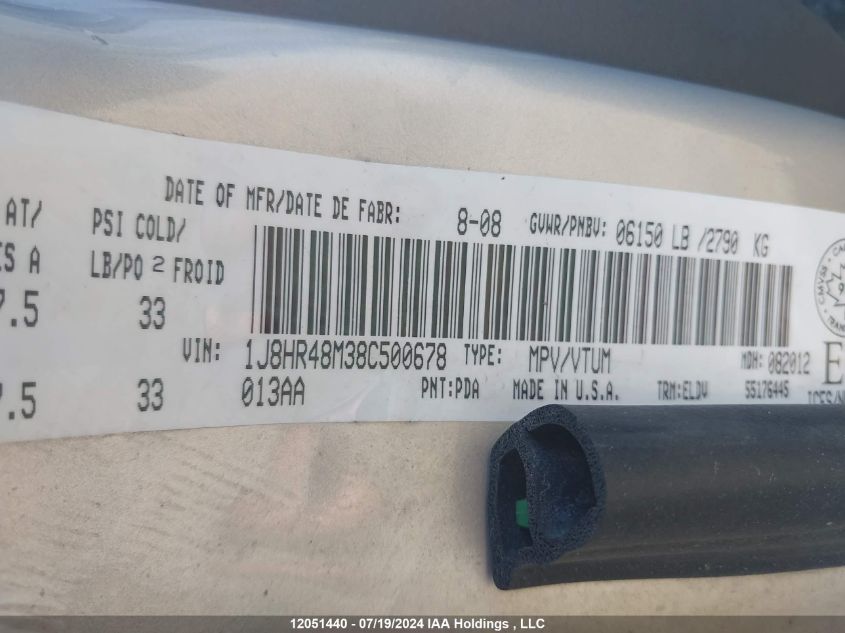 DATE OF MFR/DATE DE FABR: 8-08 GVWR/PNBV: 06150 LB /2790 KG
AT/ PSI COLD/
LB/PO 2 FROID
7.5 33
VIN: 1J8HR48M38C500678 TYPE: MPV/VTUM MDH: 082012
7.5 33 013AA PNT:PDA MADE IN U.S.A. TRM:ELDV 55176445
12051440 - 07/19/2024 IAA Holdings , LLC